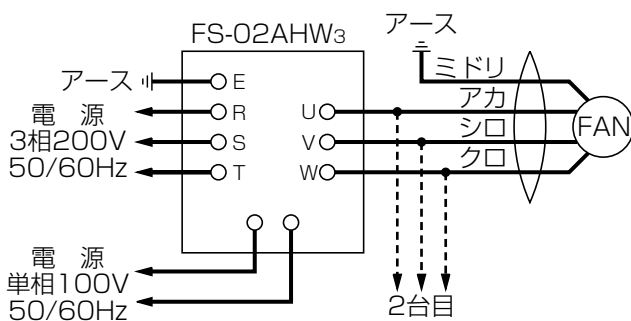 アース
FS-02AHW3
ミドリ
アース
E
電源
R
U
アカ
3相200V
S
V
シロ
FAN
50/60Hz
T
W
クロ
電源
単相100V
50/60Hz
2台目